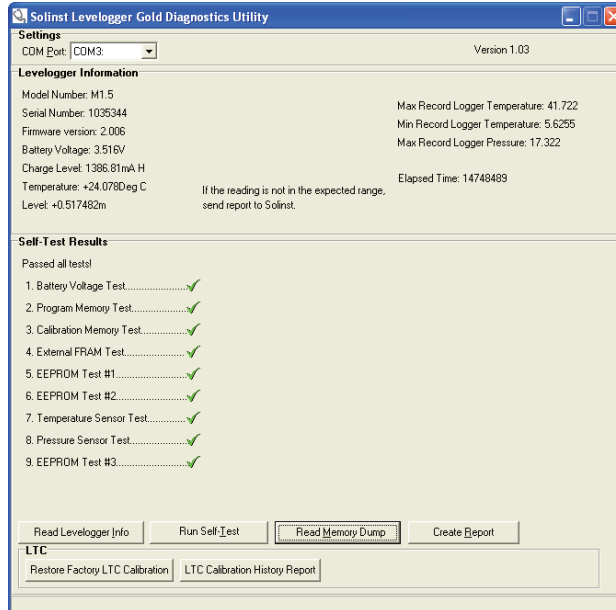 Solinst Levelogger Gold Diagnostics Utility
Settings
COM Port: COM3:
Version 1.03
Levelogger Information
Model Number: M1.5
Serial Number: 1035344
Firmware version: 2.006
Battery Voltage: 3.516V
Charge Level: 1386.81mA H
Temperature: +24.078Deg C
Level: +0.517482m
If the reading is not in the expected range,
send report to Solinst.
Max Record Logger Temperature: 41.722
Min Record Logger Temperature: 5.6255
Max Record Logger Pressure: 17.322
Elapsed Time: 14748489
Self-Test Results
Passed all tests!
1. Battery Voltage Test.....................
2. Program Memory Test...................
3. Calibration Memory Test...............
4. External FRAM Test.....................
5. EEPROM Test #1........................
6. EEPROM Test #2........................
7. Temperature Sensor Test.............
8. Pressure Sensor Test...................
9. EEPROM Test #3........................
Read Levelogger Info
Run Self-Test
Read Memory Dump
Create Report
LTC
Restore Factory LTC Calibration
LTC Calibration History Report